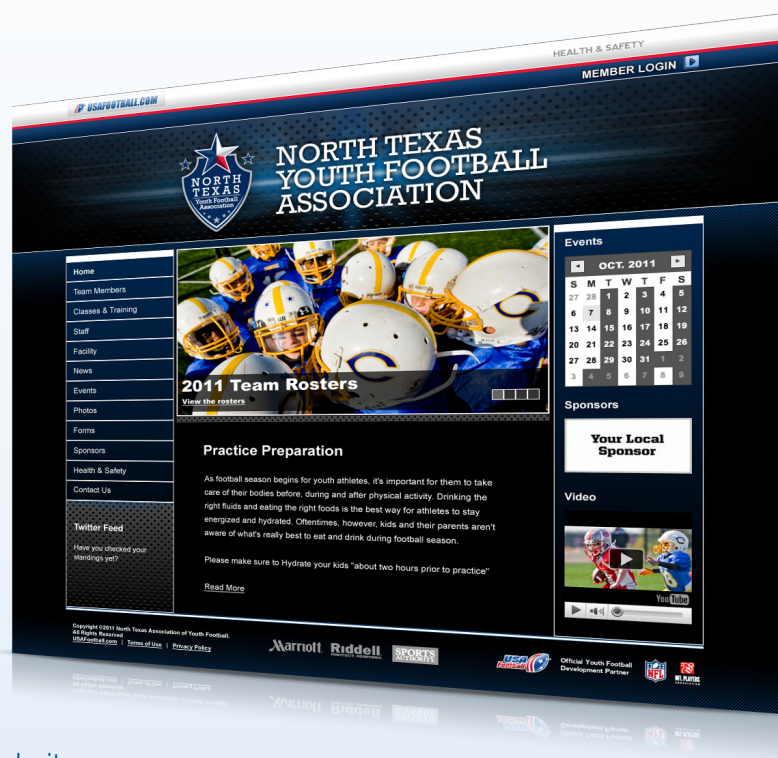 HEALTH & SAFETY
USAFOOTBALL.COM
MEMBER LOGIN
NORTH TEXAS
YOUTH FOOTBALL
ASSOCIATION
NORTH
TEXAS
Youth Football
Association
Home
Team Members
Classes & Training
Staff
Facility
News
Events
Photos
Forms
Sponsors
Health & Safety
Contact Us
Twitter Feed
Have you checked your
standings yet?
2011 Team Rosters
View the rosters
Practice Preparation
As football season begins for youth athletes, it's important for them to take
care of their bodies before, during and after physical activity. Drinking the
right fluids and eating the right foods is the best way for athletes to stay
energized and hydrated. Oftentimes, however, kids and their parents aren't
aware of what's really best to eat and drink during football season.
Please make sure to Hydrate your kids "about two hours prior to practice"
Read More
Events
OCT. 2011
S M T W T F S
27 28 1 2 3 4 5
6 7 8 9 10 11 12
13 14 15 16 17 18 19
20 21 22 23 24 25 26
27 28 29 30 31 1 2
3 4 5 6 7 8 9
Sponsors
Your Local
Sponsor
Video
YouTube
Copyright ©2011 North Texas Association of Youth Football.
All Rights Reserved
USAFootball.com | Terms of Use | Privacy Policy
Marriott
Riddell
SPORTS
AUTHORITY
USA
Football
Official Youth Football
Development Partner
NFL
NFL PLAYERS